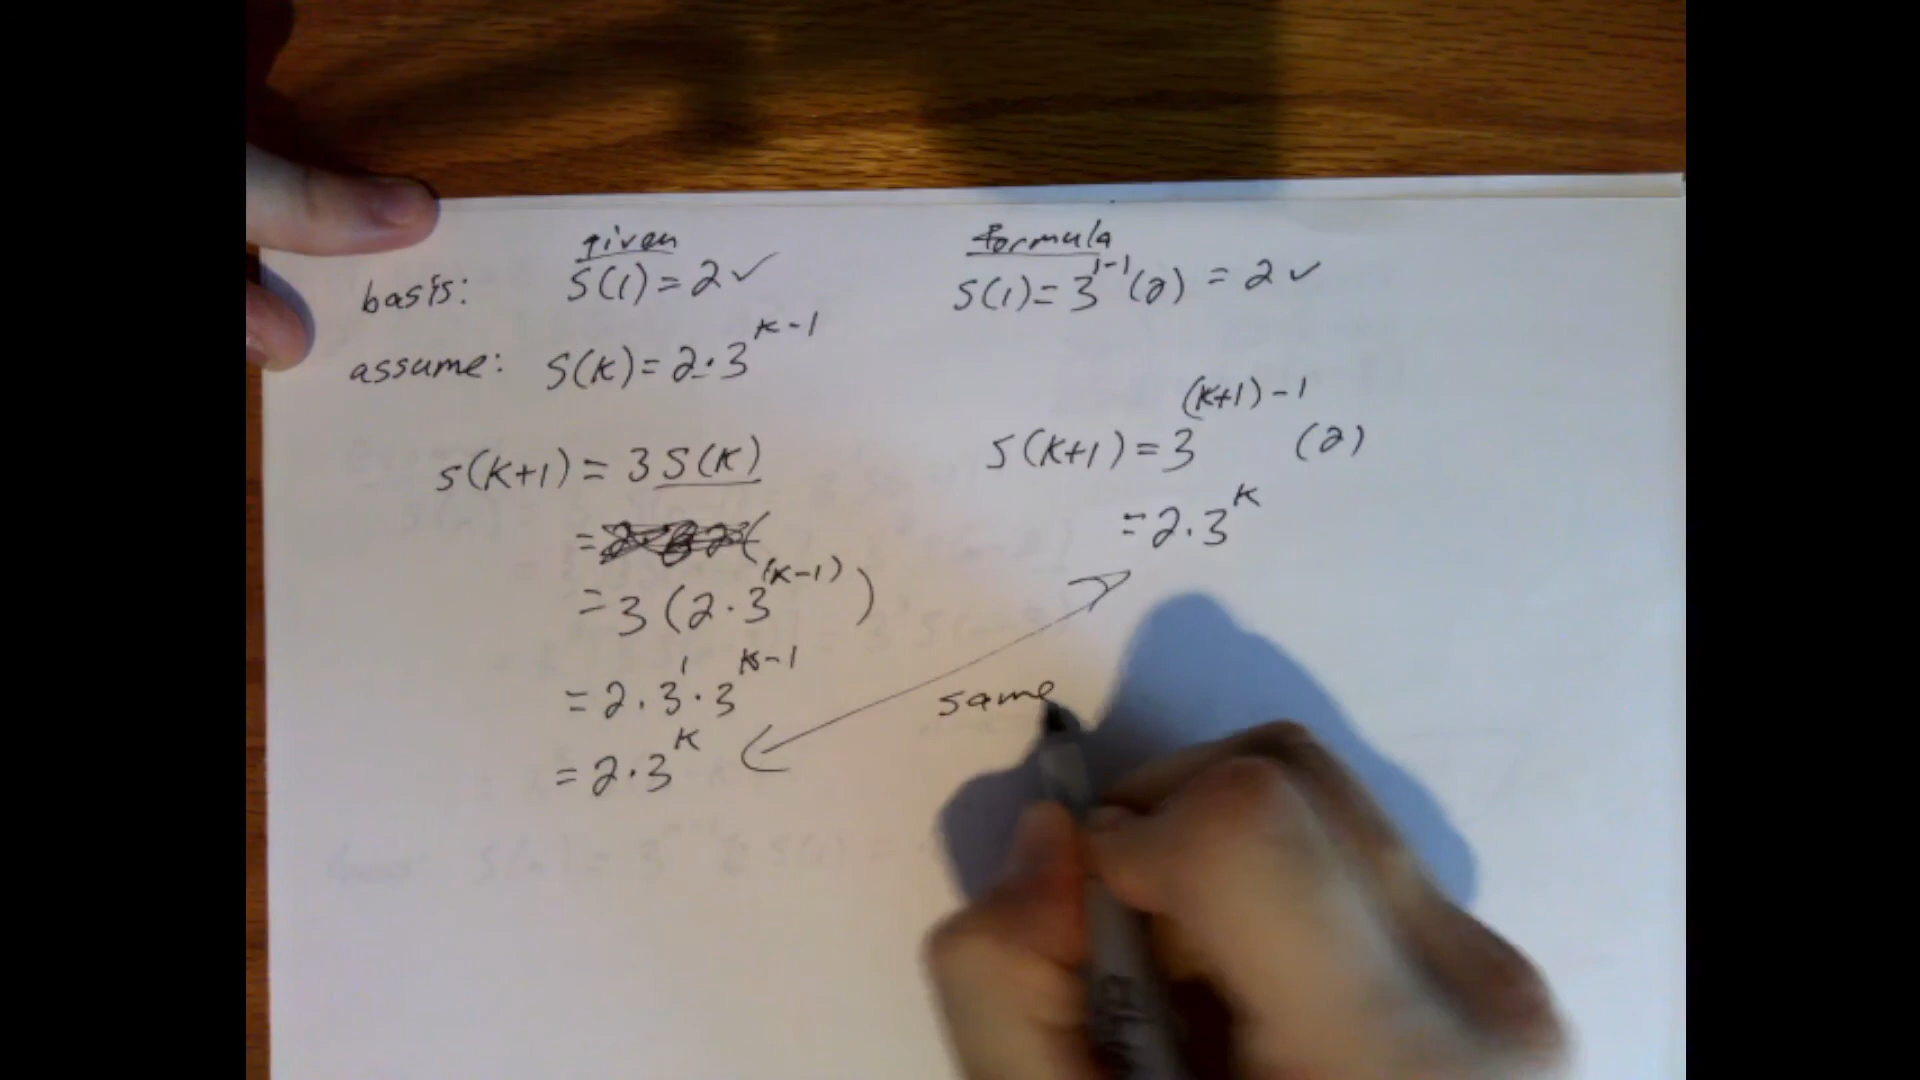 given formula
basis: S(1) = 2 ✓ S(1) = 3^{1-1} (2) = 2 ✓
assume: S(k) = 2 · 3^{k-1}
S(k+1) = 3 S(k) S(k+1) = 3^{(k+1)-1} (2)
= = 2 · 3^k
= 3 (2 · 3^{(k-1)})
= 2 · 3^1 · 3^{k-1}
same
= 2 · 3^k